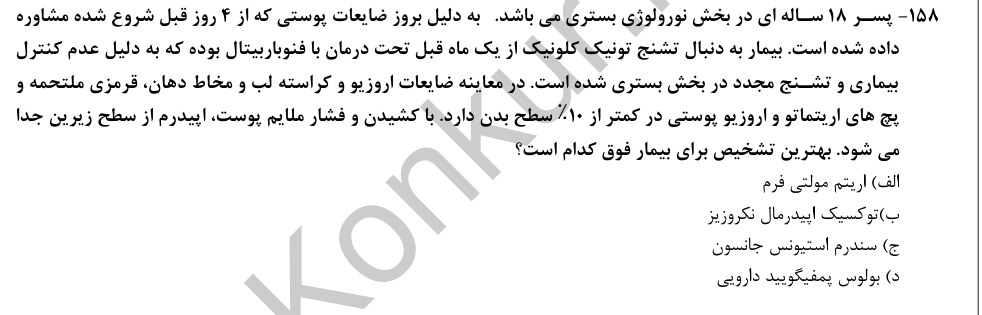 ۱۵۸- پسـر ۱۸ سـاله ای در بخش نورولوژی بستری می باشد. به دلیل بروز ضایعات پوستی که از ۴ روز قبل شروع شده مشاوره
داده شده است. بیمار به دنبال تشنج تونیک کلونیک از یک ماه قبل تحت درمان با فنوباربیتال بوده که به دلیل عدم کنترل
بیماری و تشـنج مجدد در بخش بستری شده است. در معاینه ضایعات اروزیو و کراسته لب و مخاط دهان، قرمزی ملتحمه و
پچ های اریتماتو و اروزیو پوستی در کمتر از ۱۰٪ سطح بدن دارد. با کشیدن و فشار ملایم پوست، اپیدرم از سطح زیرین جدا
می شود. بهترین تشخیص برای بیمار فوق کدام است؟
الف) اریتم مولتی فرم
ب)توکسیک اپیدرمال نکروزیز
ج) سندرم استیونس جانسون
د) بولوس پمفیگویید دارویی
Konkur.in